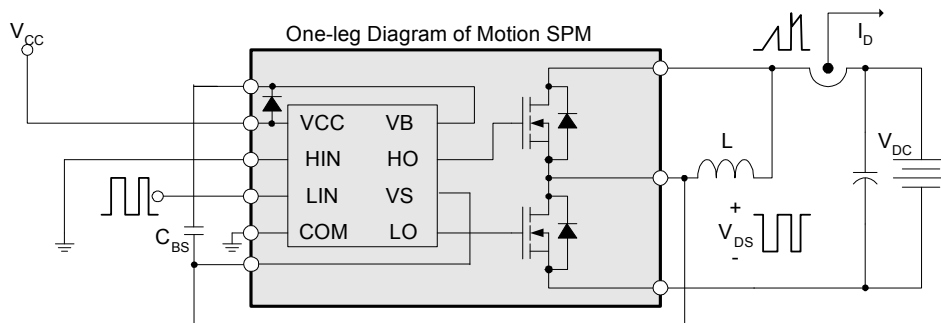 One-leg Diagram of Motion SPM
VCC
ID
VCC VB
HIN HO
LIN VS
COM LO
CBS
L
VDC
+
VDS
-